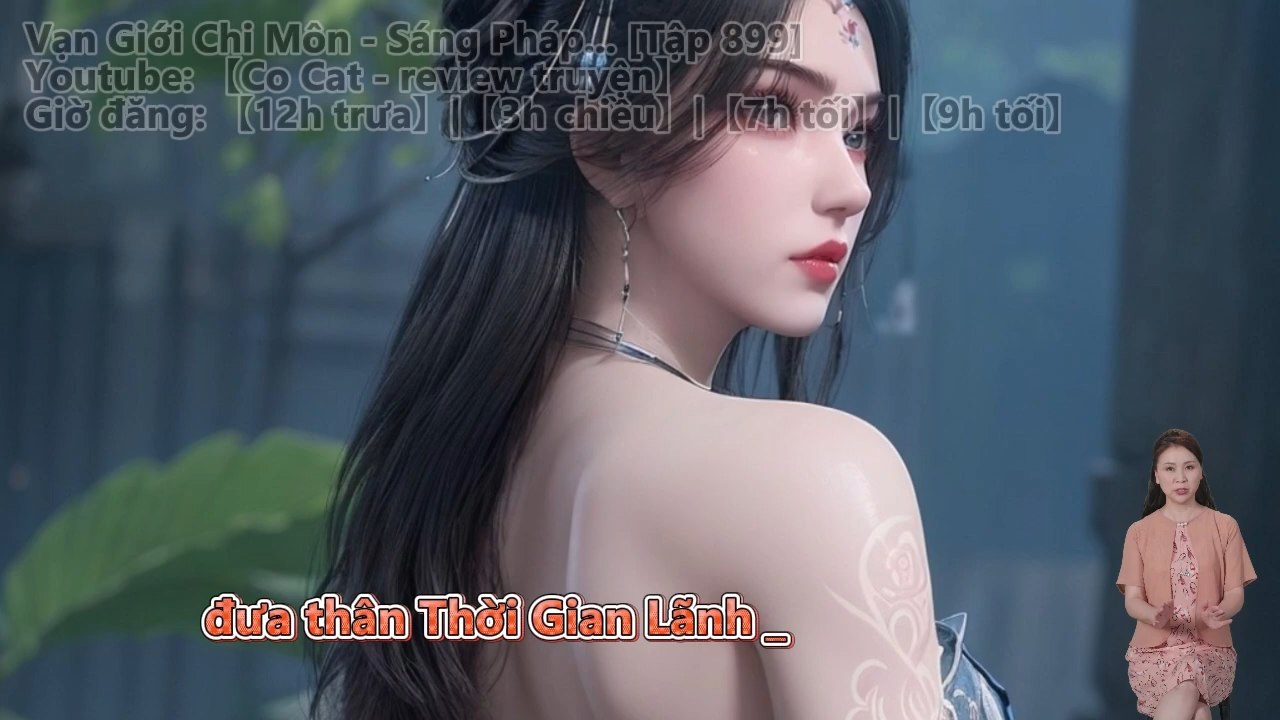 Vạn Giới Chi Môn - Sáng Pháp... [Tập 899]
Youtube: 【Co Cat - review truyện】
Giờ đăng: 【12h trưa】 | 【3h chiều】 | 【7h tối】 | 【9h tối】
đưa thân Thời Gian Lãnh _